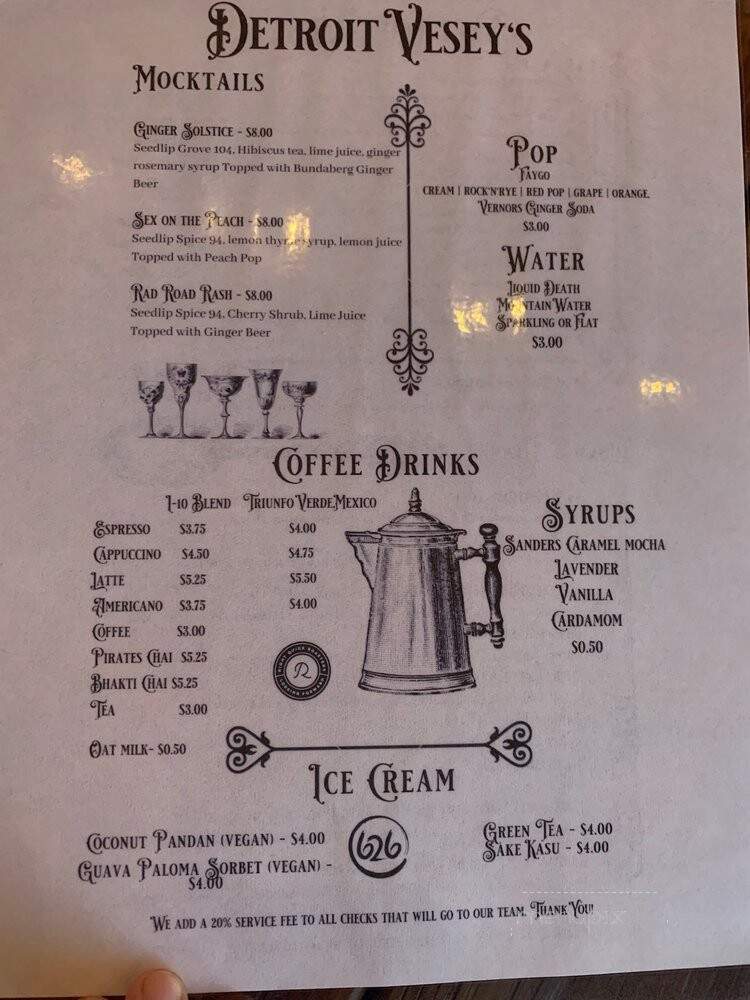 Detroit Vesey's
Mocktails
Ginger Solstice - $8.00
Seedlip Grove 104, Hibiscus tea, lime juice, ginger
rosemary syrup Topped with Bundaberg Ginger
Beer
Sex on the Peach - $8.00
Seedlip Spice 94, lemon thyme syrup, lemon juice
Topped with Peach Pop
Rad Road Rash - $8.00
Seedlip Spice 94, Cherry Shrub, Lime Juice
Topped with Ginger Beer
Pop
Faygo
Cream | Rock'n'Rye | Red Pop | Grape | Orange,
Vernors Ginger Soda
$3.00
Water
Liquid Death
Mountain Water
Sparkling or Flat
$3.00
Coffee Drinks
1-10 Blend Triunfo Verde,Mexico
Espresso $3.75 $4.00
Cappuccino $4.50 $4.75
Latte $5.25 $5.50
Americano $3.75 $4.00
Coffee $3.00
Pirates Chai $5.25
Bhakti Chai $5.25
Tea $3.00
Oat milk- $0.50
Syrups
Sanders Caramel Mocha
Lavender
Vanilla
Cardamom
$0.50
Ice Cream
Coconut Pandan (vegan) - $4.00
Guava Paloma Sorbet (vegan) -
$4.00
626
Green Tea - $4.00
Sake Kasu - $4.00
We add a 20% service fee to all checks that will go to our team. Thank You!